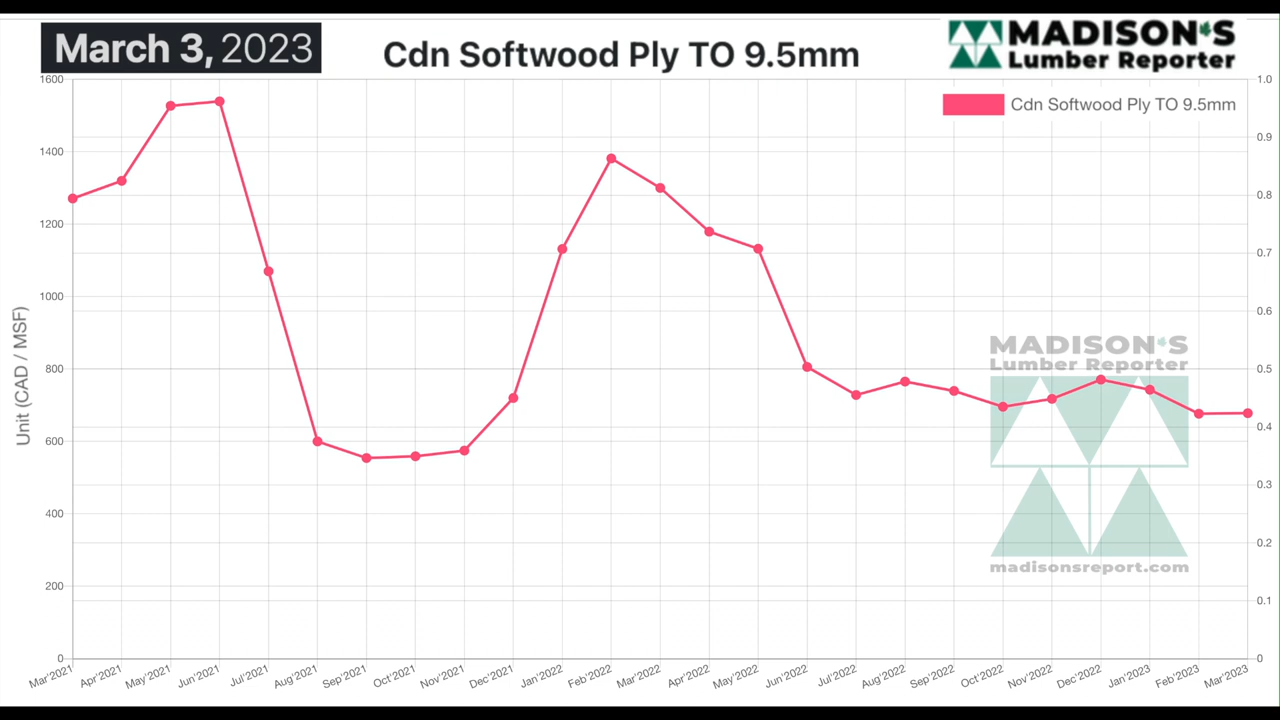 March 3, 2023
Cdn Softwood Ply TO 9.5mm
MADISON'S
Lumber Reporter
Cdn Softwood Ply TO 9.5mm
Unit (CAD / MSF)
1600
1400
1200
1000
800
600
400
200
0
1.0
0.9
0.8
0.7
0.6
0.5
0.4
0.3
0.2
0.1
0
MADISON'S
Lumber Reporter
madisonsreport.com
Mar'2021
Apr'2021
May'2021
Jun'2021
Jul'2021
Aug'2021
Sep'2021
Oct'2021
Nov'2021
Dec'2021
Jan'2022
Feb'2022
Mar'2022
Apr'2022
May'2022
Jun'2022
Jul'2022
Aug'2022
Sep'2022
Oct'2022
Nov'2022
Dec'2022
Jan'2023
Feb'2023
Mar'2023